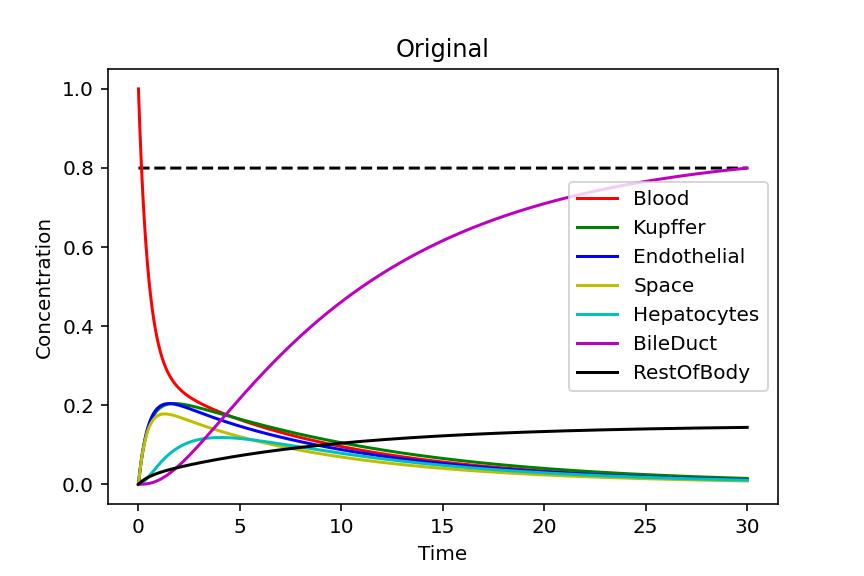 Original
1.0
0.8
0.6
0.4
0.2
0.0
Concentration
Blood
Kupffer
Endothelial
Space
Hepatocytes
BileDuct
RestOfBody
0 5 10 15 20 25 30
Time